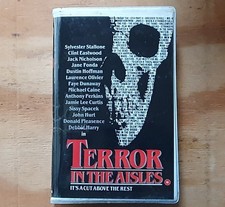 Sylvester Stallone
Clint Eastwood
Jack Nicholson
Jane Fonda
Dustin Hoffman
Laurence Olivier
Faye Dunaway
Michael Caine
Anthony Perkins
Jamie Lee Curtis
Sissy Spacek
John Hurt
Donald Pleasence
Debbie Harry
in
TERROR
IN THE AISLES
IT'S A CUT ABOVE THE REST